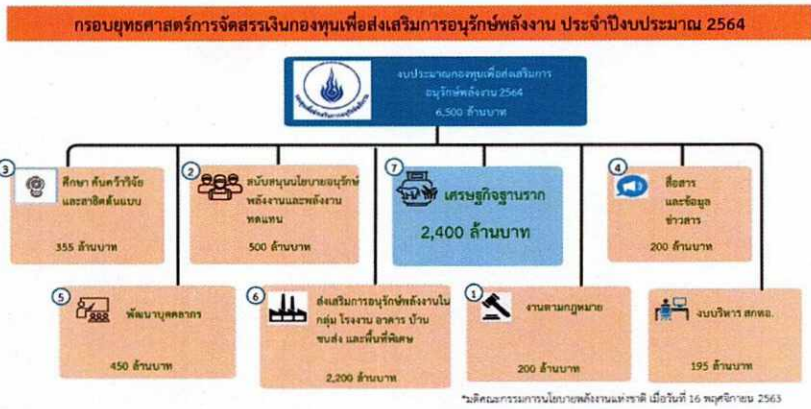 กรอบยุทธศาสตร์การจัดสรรเงินกองทุนเพื่อส่งเสริมการอนุรักษ์พลังงาน ประจำปีงบประมาณ 2564
งบประมาณกองทุนเพื่อส่งเสริมการ
อนุรักษ์พลังงาน 2564
6,500 ล้านบาท
3
ศึกษา ค้นคว้าวิจัย
และสาธิตต้นแบบ
355 ล้านบาท
2
สนับสนุนนโยบายอนุรักษ์
พลังงานและพลังงาน
ทดแทน
500 ล้านบาท
7
เศรษฐกิจฐานราก
2,400 ล้านบาท
4
สื่อสาร
และข้อมูล
ข่าวสาร
200 ล้านบาท
5
พัฒนาบุคคลากร
450 ล้านบาท
6
ส่งเสริมการอนุรักษ์พลังงานใน
กลุ่ม โรงงาน อาคาร บ้าน
ขนส่ง และพื้นที่พิเศษ
2,200 ล้านบาท
1
งานตามกฎหมาย
200 ล้านบาท
งบบริหาร สกทอ.
195 ล้านบาท
*มติคณะกรรมการนโยบายพลังงานแห่งชาติ เมื่อวันที่ 16 พฤศจิกายน 2563